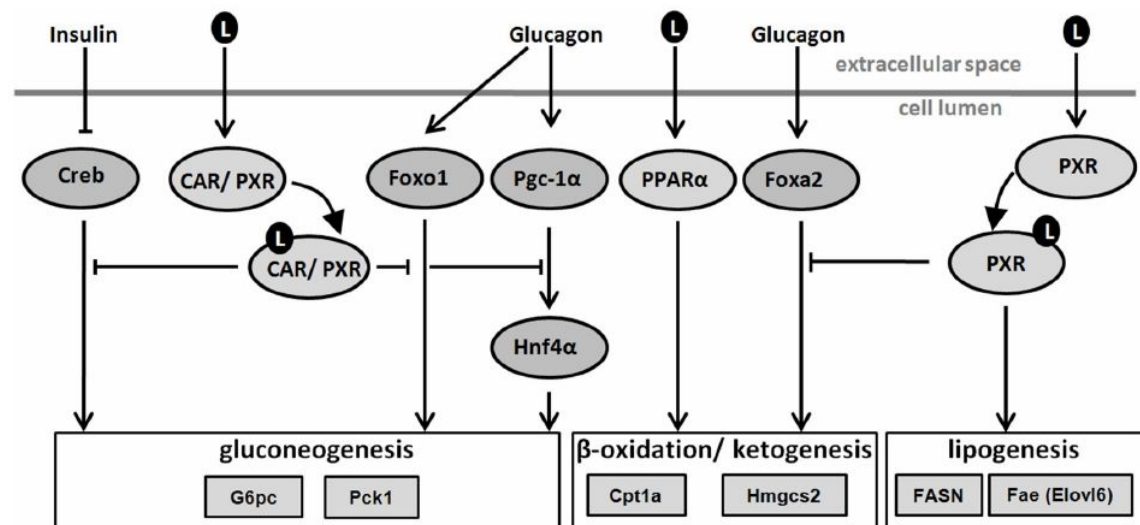 Insulin
L
Glucagon
L
Glucagon
L
extracellular space
cell lumen
Creb
CAR/ PXR
Foxo1
Pgc-1α
PPARα
Foxa2
PXR
L
CAR/ PXR
L
PXR
Hnf4α
gluconeogenesis
G6pc
Pck1
β-oxidation/ ketogenesis
Cpt1a
Hmgcs2
lipogenesis
FASN
Fae (Elovl6)